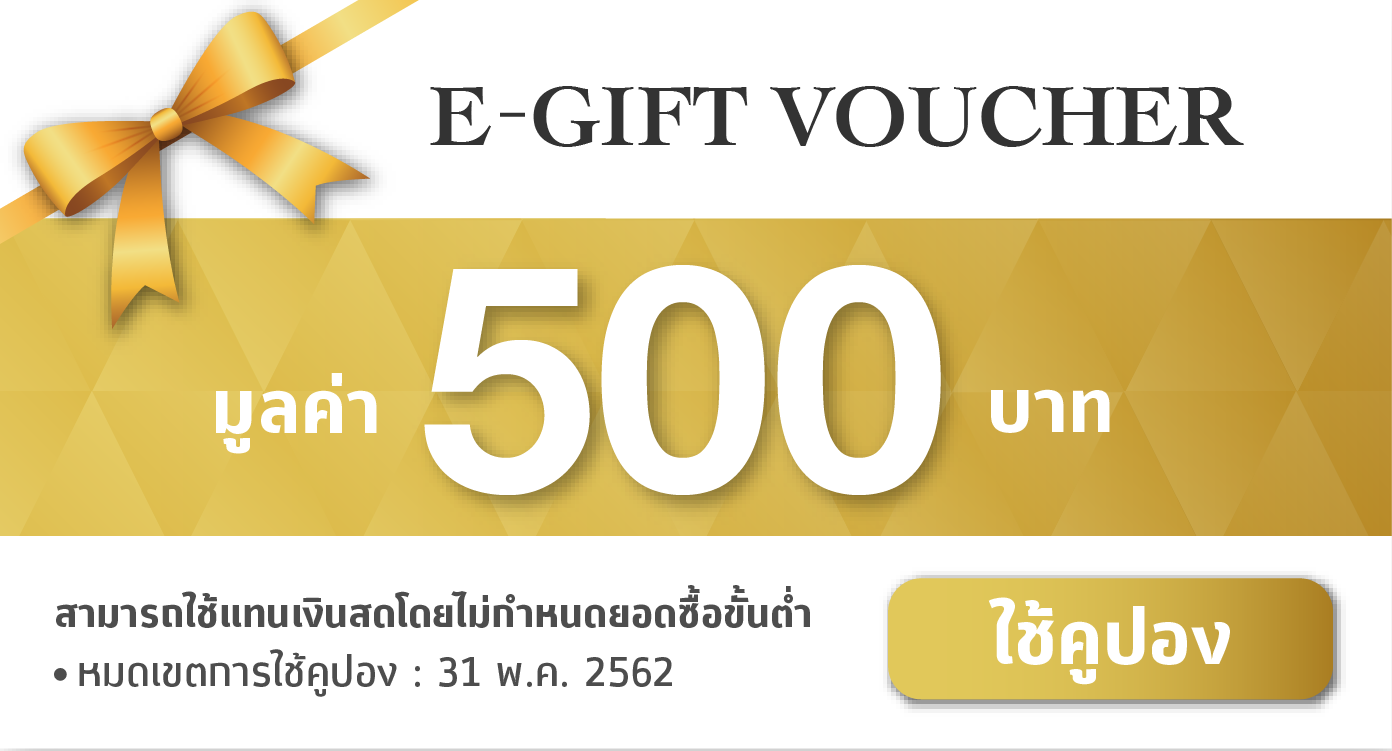 E-GIFT VOUCHER
มูลค่า 500 บาท
สามารถใช้แทนเงินสดโดยไม่กำหนดยอดซื้อขั้นต่ำ
• หมดเขตการใช้คูปอง : 31 พ.ค. 2562
ใช้คูปอง